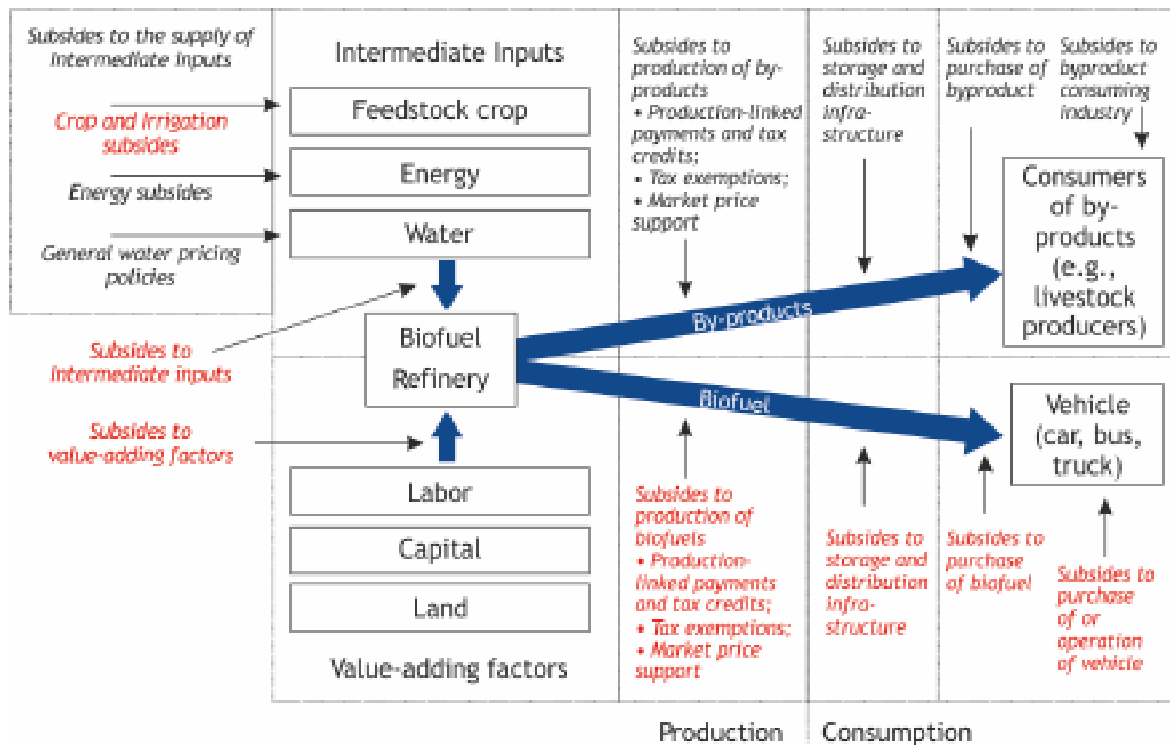 Subsides to the supply of
Intermediate Inputs
Crop and Irrigation
subsides
Energy subsides
General water pricing
policies
Subsides to
Intermediate inputs
Subsides to
value-adding factors
Intermediate Inputs
Feedstock crop
Energy
Water
Biofuel
Refinery
Labor
Capital
Land
Value-adding factors
Subsides to
production of by-
products
• Production-linked
payments and tax
credits;
• Tax exemptions;
• Market price
support
Subsides to
storage and
distribution
infra-
structure
Subsides to
purchase of
byproduct
Subsides to
byproduct
consuming
industry
By-products
Consumers
of by-
products
(e.g.,
livestock
producers)
Biofuel
Vehicle
(car, bus,
truck)
Subsides to
production of
biofuels
• Production-
linked payments
and tax credits;
• Tax exemptions;
• Market price
support
Subsides to
storage and
distribution
infra-
structure
Subsides to
purchase
of biofuel
Subsides to
purchase
of or
operation
of vehicle
Production
Consumption